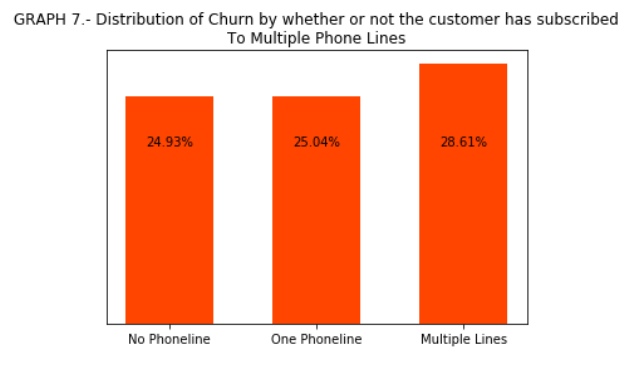 GRAPH 7.- Distribution of Churn by whether or not the customer has subscribed
To Multiple Phone Lines
24.93%
25.04%
28.61%
No Phoneline
One Phoneline
Multiple Lines